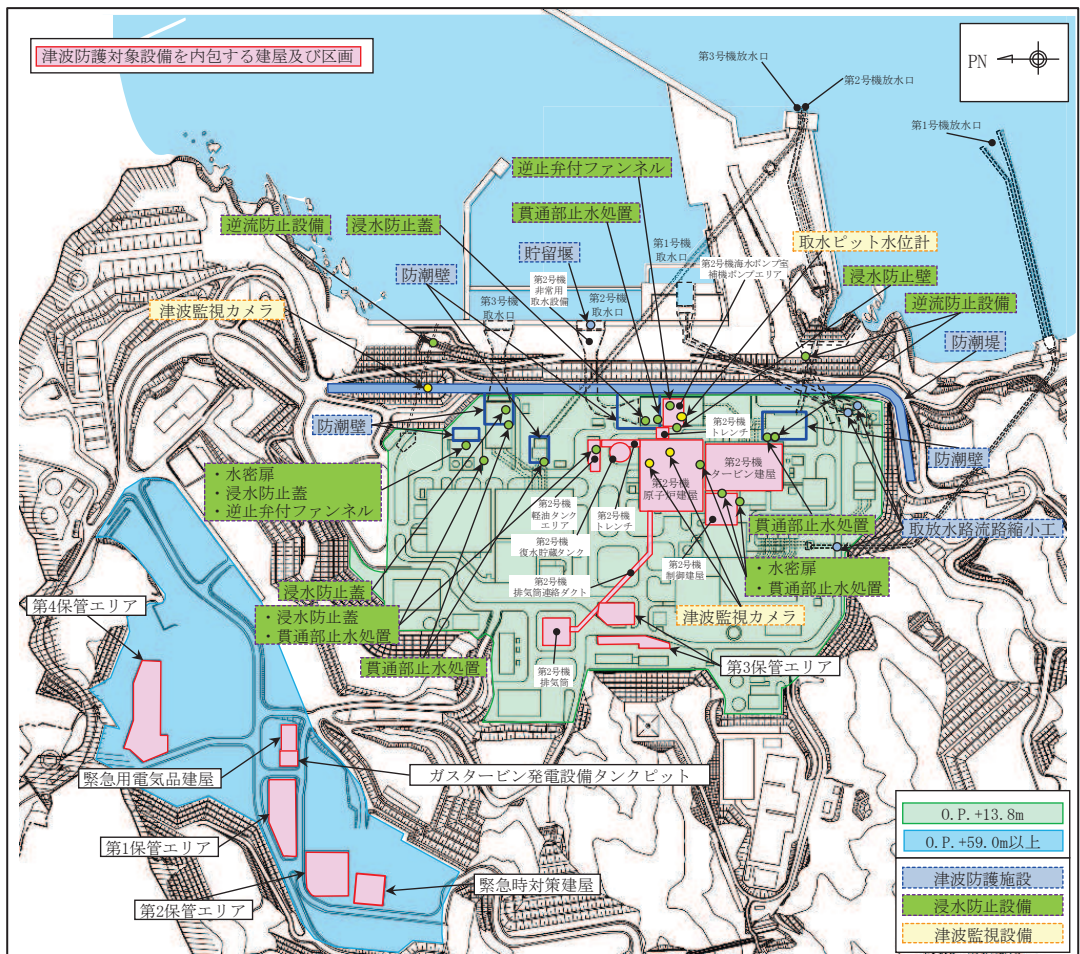 津波防護対象設備を内包する建屋及び区画
PN
第3号機放水口
第2号機放水口
第1号機放水口
逆止弁付ファンネル
貫通部止水処置
逆流防止設備
浸水防止蓋
貯留堰
第1号機
取水口
第2号機海水ポンプ室
補機ポンプエリア
取水ピット水位計
防潮壁
第2号機
非常用
取水設備
浸水防止壁
第3号機
取水口
第2号機
取水口
逆流防止設備
津波監視カメラ
防潮堤
防潮壁
第2号機
トレンチ
防潮壁
・水密扉
・浸水防止蓋
・逆止弁付ファンネル
第2号機
原子炉建屋
第2号機
タービン建屋
第2号機
軽油タンク
エリア
第2号機
トレンチ
貫通部止水処置
取放水路流路縮小工
第2号機
復水貯蔵タンク
第2号機
制御建屋
・水密扉
・貫通部止水処置
第2号機
排気筒連絡ダクト
浸水防止蓋
・浸水防止蓋
・貫通部止水処置
津波監視カメラ
第4保管エリア
貫通部止水処置
第3保管エリア
第2号機
排気筒
緊急用電気品建屋
ガスタービン発電設備タンクピット
第1保管エリア
緊急時対策建屋
第2保管エリア
O.P.+13.8m
O.P.+59.0m以上
津波防護施設
浸水防止設備
津波監視設備